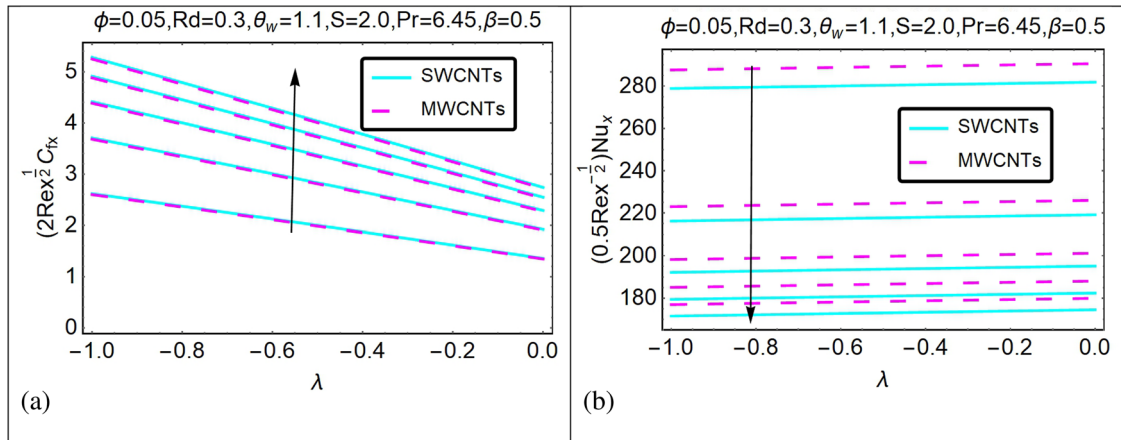 ϕ=0.05,Rd=0.3,θw=1.1,S=2.0,Pr=6.45,β=0.5
5
4
3
2
1
0
(2Rex^1/2 Cfx
SWCNTs
MWCNTs
−1.0 −0.8 −0.6 −0.4 −0.2 0.0
λ
(a)
ϕ=0.05,Rd=0.3,θw=1.1,S=2.0,Pr=6.45,β=0.5
280
260
240
220
200
180
(0.5Rex^−1/2)Nux
SWCNTs
MWCNTs
−1.0 −0.8 −0.6 −0.4 −0.2 0.0
λ
(b)